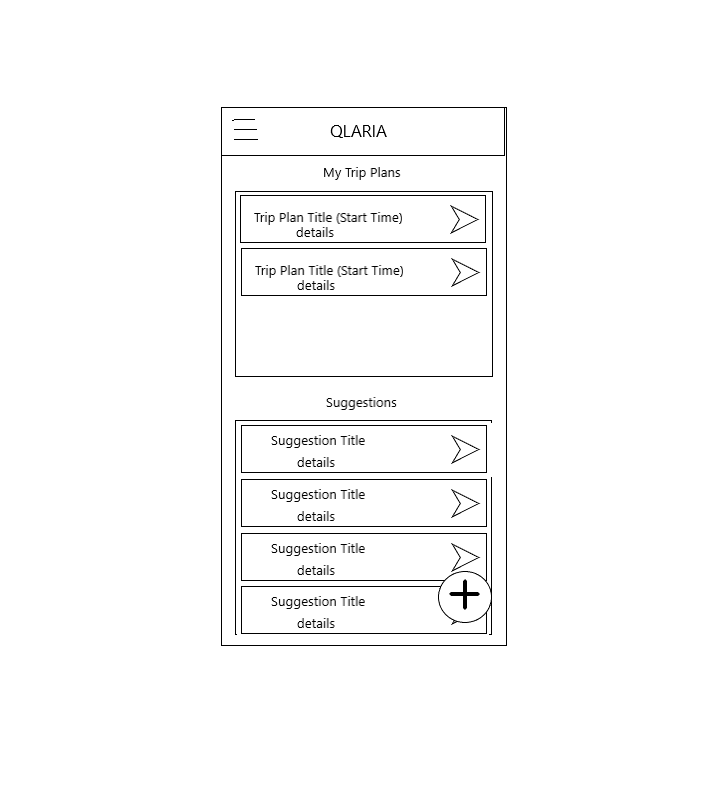 QLARIA
My Trip Plans
Trip Plan Title (Start Time)
details
Trip Plan Title (Start Time)
details
Suggestions
Suggestion Title
details
Suggestion Title
details
Suggestion Title
details
Suggestion Title
details